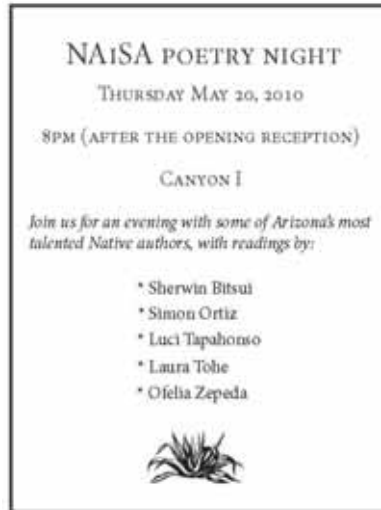 NAISA POETRY NIGHT
THURSDAY MAY 20, 2010
8PM (AFTER THE OPENING RECEPTION)
CANYON I
Join us for an evening with some of Arizona's most
talented Native authors, with readings by:
* Sherwin Bitsui
* Simon Ortiz
* Luci Tapahonso
* Laura Tohe
* Ofelia Zepeda